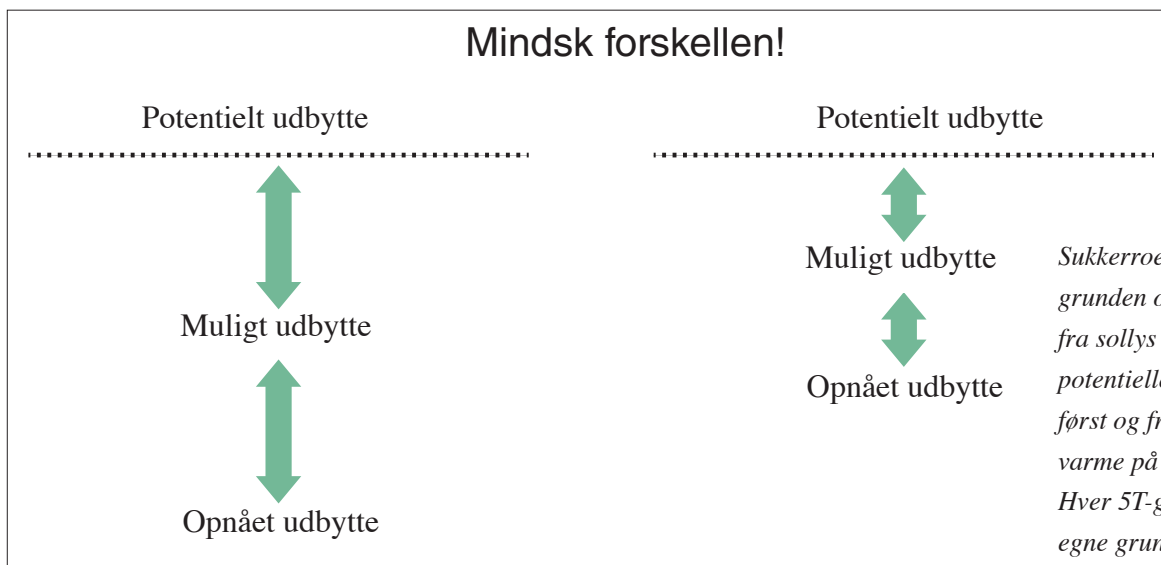 Mindsk forskellen!
Potentielt udbytte
Muligt udbytte
Opnået udbytte
Potentielt udbytte
Muligt udbytte
Opnået udbytte
Sukkerroe
grunden o
fra sollys
potentielle
først og fr
varme på
Hver 5T-g
egne grun